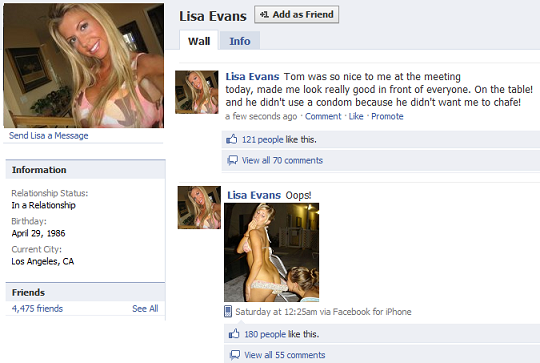 Lisa Evans +1 Add as Friend
Wall Info
Lisa Evans Tom was so nice to me at the meeting
today, made me look really good in front of everyone. On the table!
and he didn't use a condom because he didn't want me to chafe!
a few seconds ago · Comment · Like · Promote
121 people like this.
View all 70 comments
Send Lisa a Message
Information
Relationship Status:
In a Relationship
Birthday:
April 29, 1986
Current City:
Los Angeles, CA
Friends
4,475 friends See All
Lisa Evans Oops!
Saturday at 12:25am via Facebook for iPhone
180 people like this.
View all 55 comments